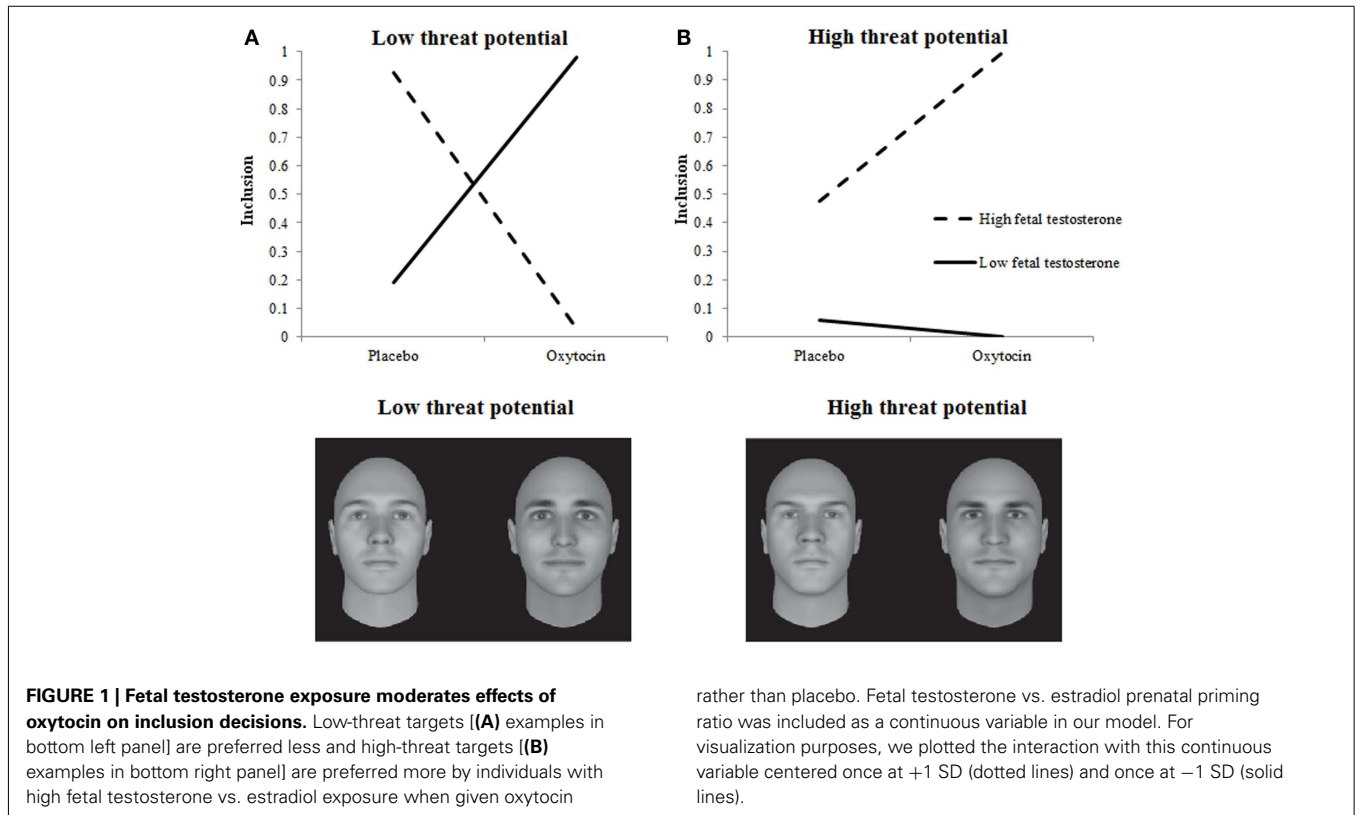 A
Low threat potential
1
0.9
0.8
0.7
0.6
0.5
0.4
0.3
0.2
0.1
0
Inclusion
Placebo
Oxytocin
B
High threat potential
1
0.9
0.8
0.7
0.6
0.5
0.4
0.3
0.2
0.1
0
Inclusion
High fetal testosterone
Low fetal testosterone
Placebo
Oxytocin
Low threat potential
High threat potential
FIGURE 1 | Fetal testosterone exposure moderates effects of
oxytocin on inclusion decisions. Low-threat targets [(A) examples in
bottom left panel] are preferred less and high-threat targets [(B)
examples in bottom right panel] are preferred more by individuals with
high fetal testosterone vs. estradiol exposure when given oxytocin
rather than placebo. Fetal testosterone vs. estradiol prenatal priming
ratio was included as a continuous variable in our model. For
visualization purposes, we plotted the interaction with this continuous
variable centered once at +1 SD (dotted lines) and once at −1 SD (solid
lines).